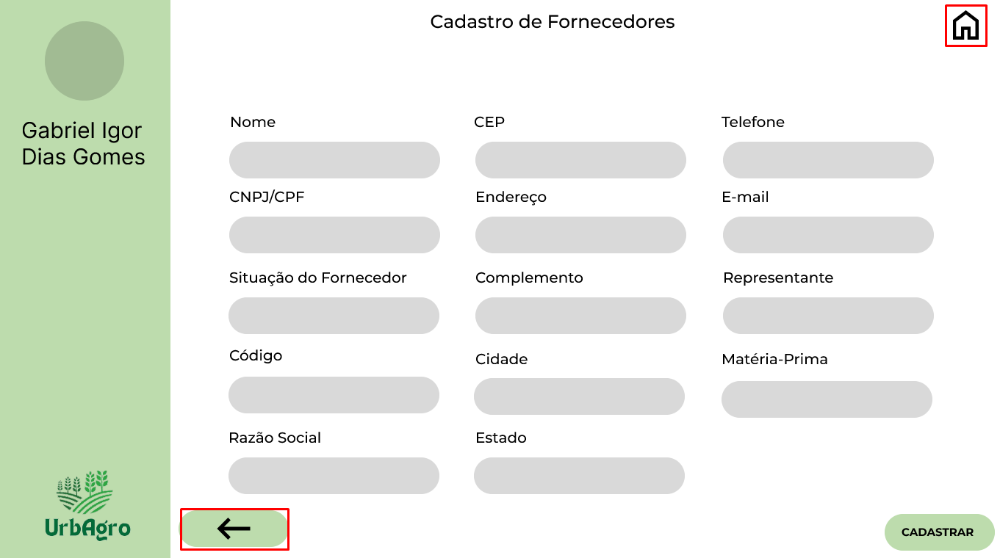 Cadastro de Fornecedores
Gabriel Igor
Dias Gomes
Nome
CEP
Telefone
CNPJ/CPF
Endereço
E-mail
Situação do Fornecedor
Complemento
Representante
Código
Cidade
Matéria-Prima
Razão Social
Estado
UrbAgro
CADASTRAR